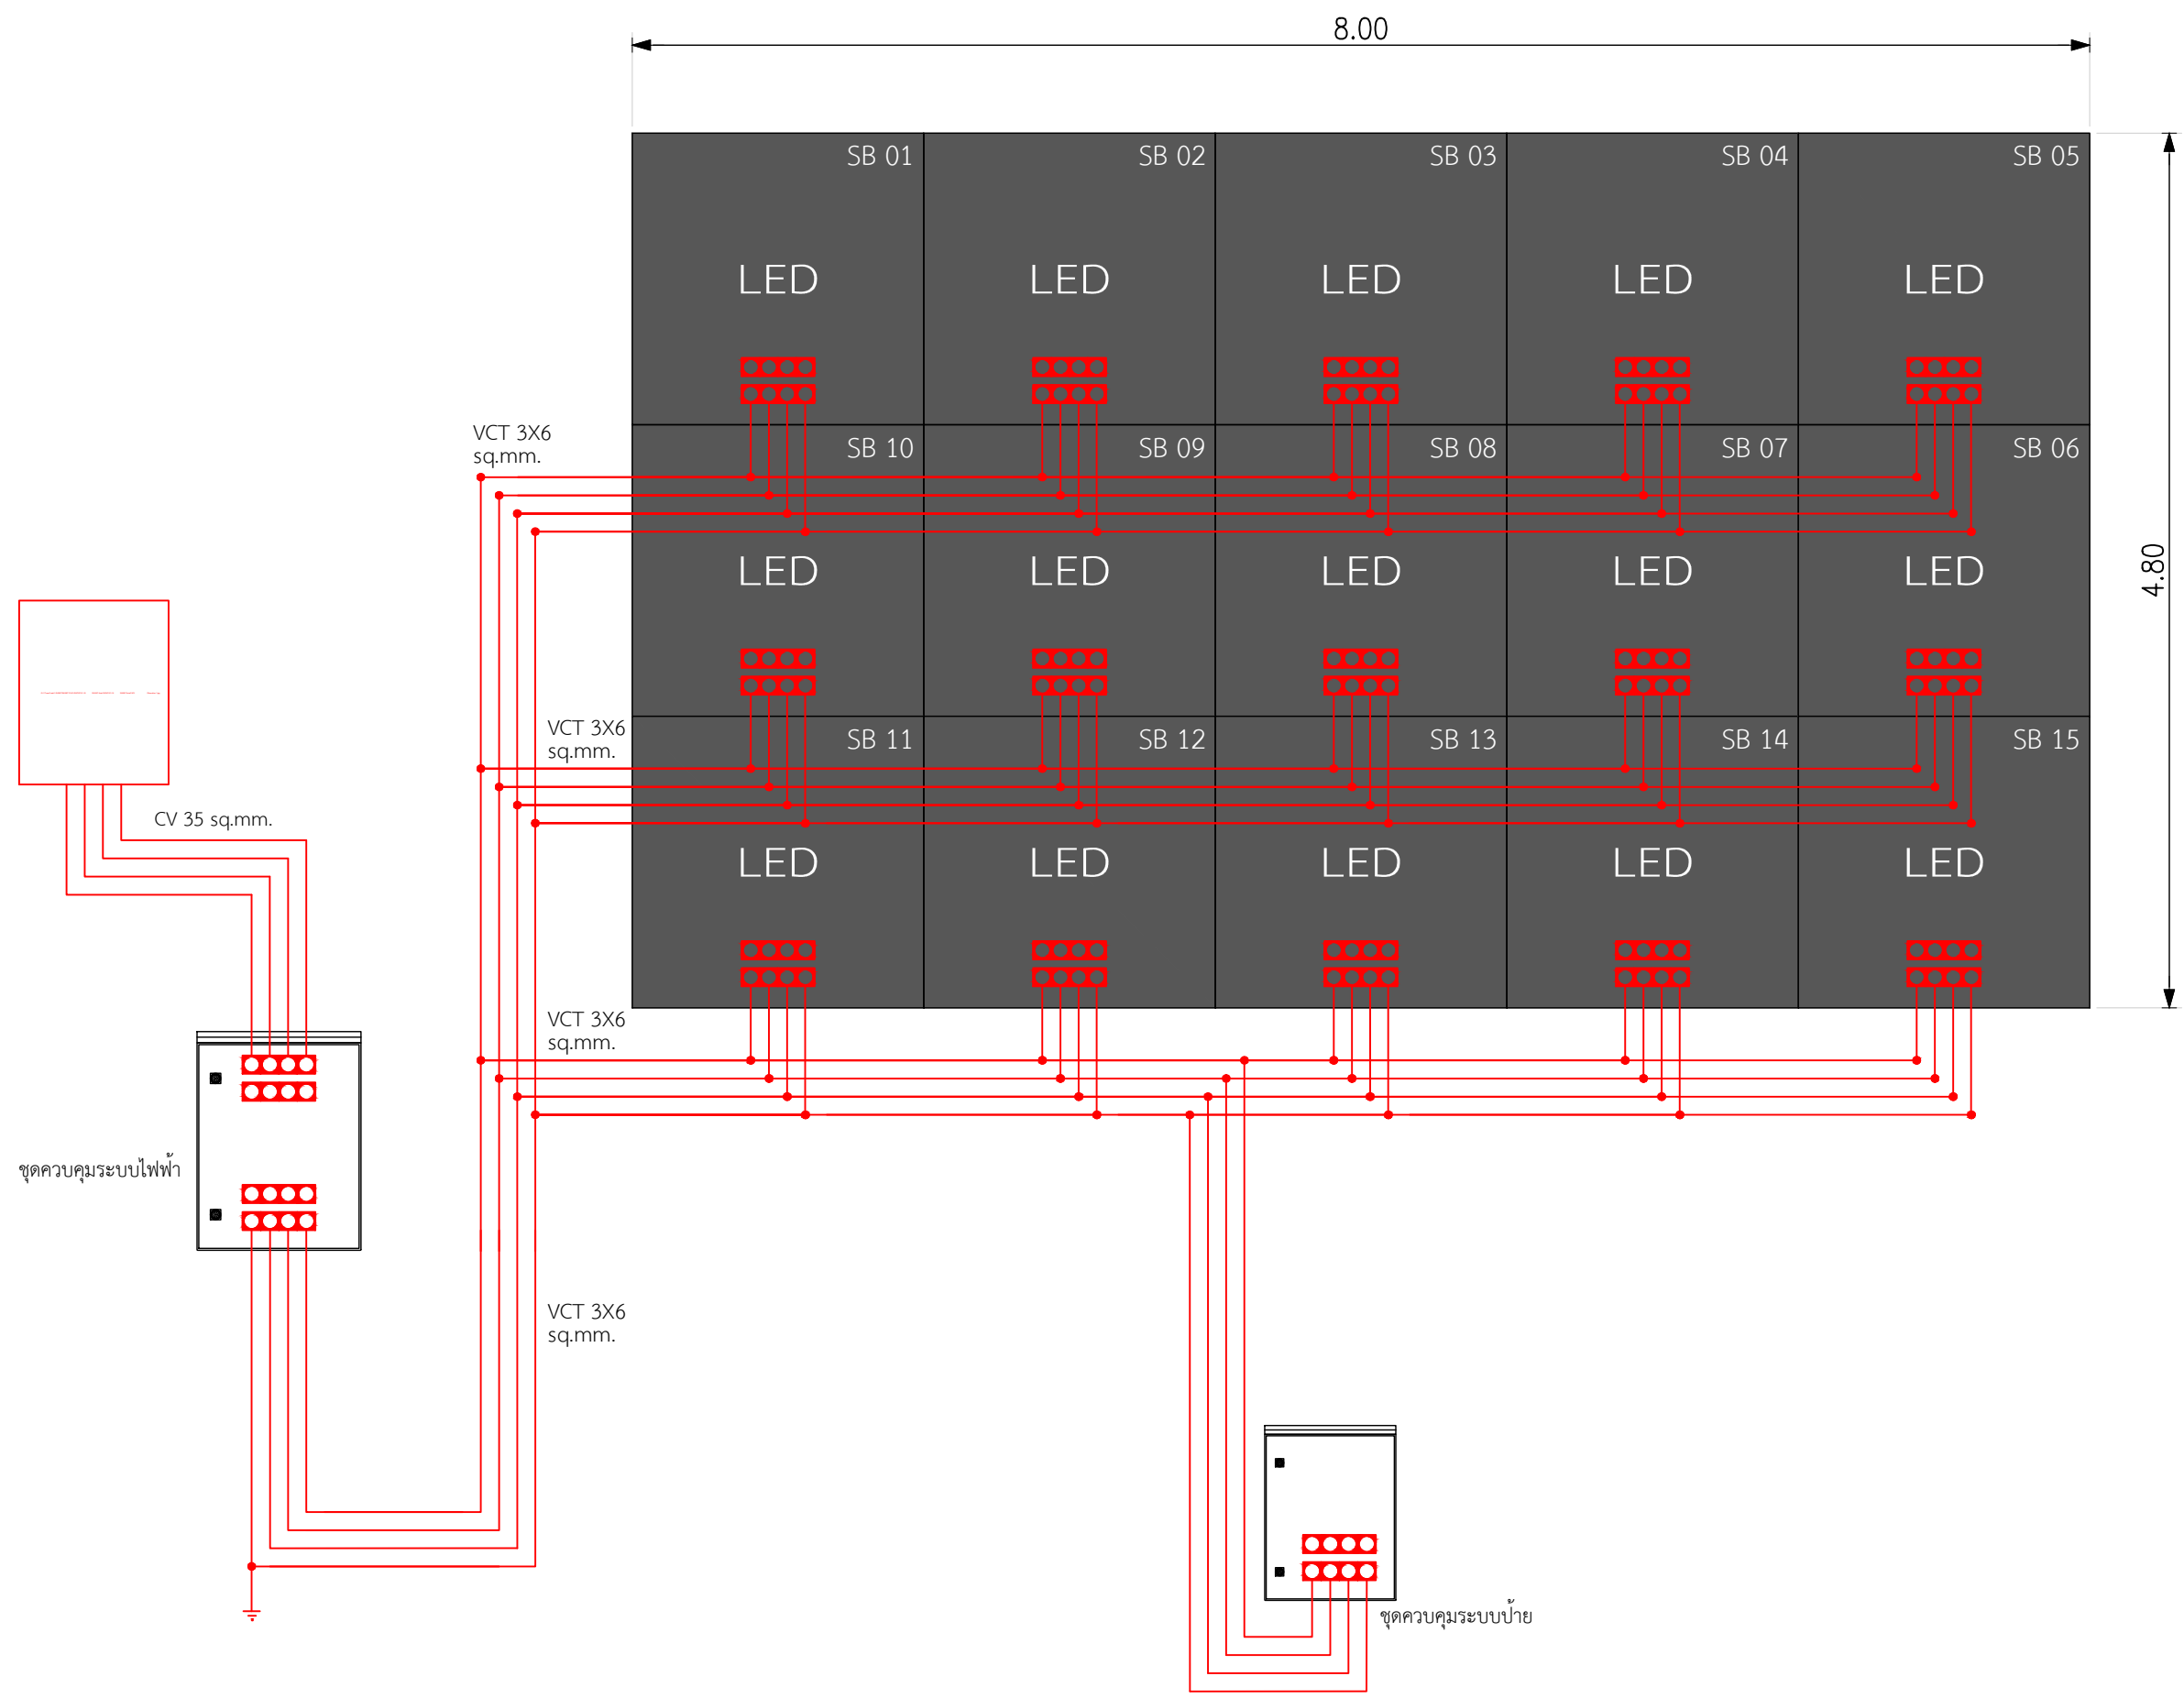 8.00
SB 01
SB 02
SB 03
SB 04
SB 05
LED
LED
LED
LED
LED
VCT 3X6
sq.mm.
SB 10
SB 09
SB 08
SB 07
SB 06
4.80
LED
LED
LED
LED
LED
VCT 3X6
sq.mm.
SB 11
SB 12
SB 13
SB 14
SB 15
CV 35 sq.mm.
LED
LED
LED
LED
LED
VCT 3X6
sq.mm.
ชุดควบคุมระบบไฟฟ้า
VCT 3X6
sq.mm.
ชุดควบคุมระบบป้าย